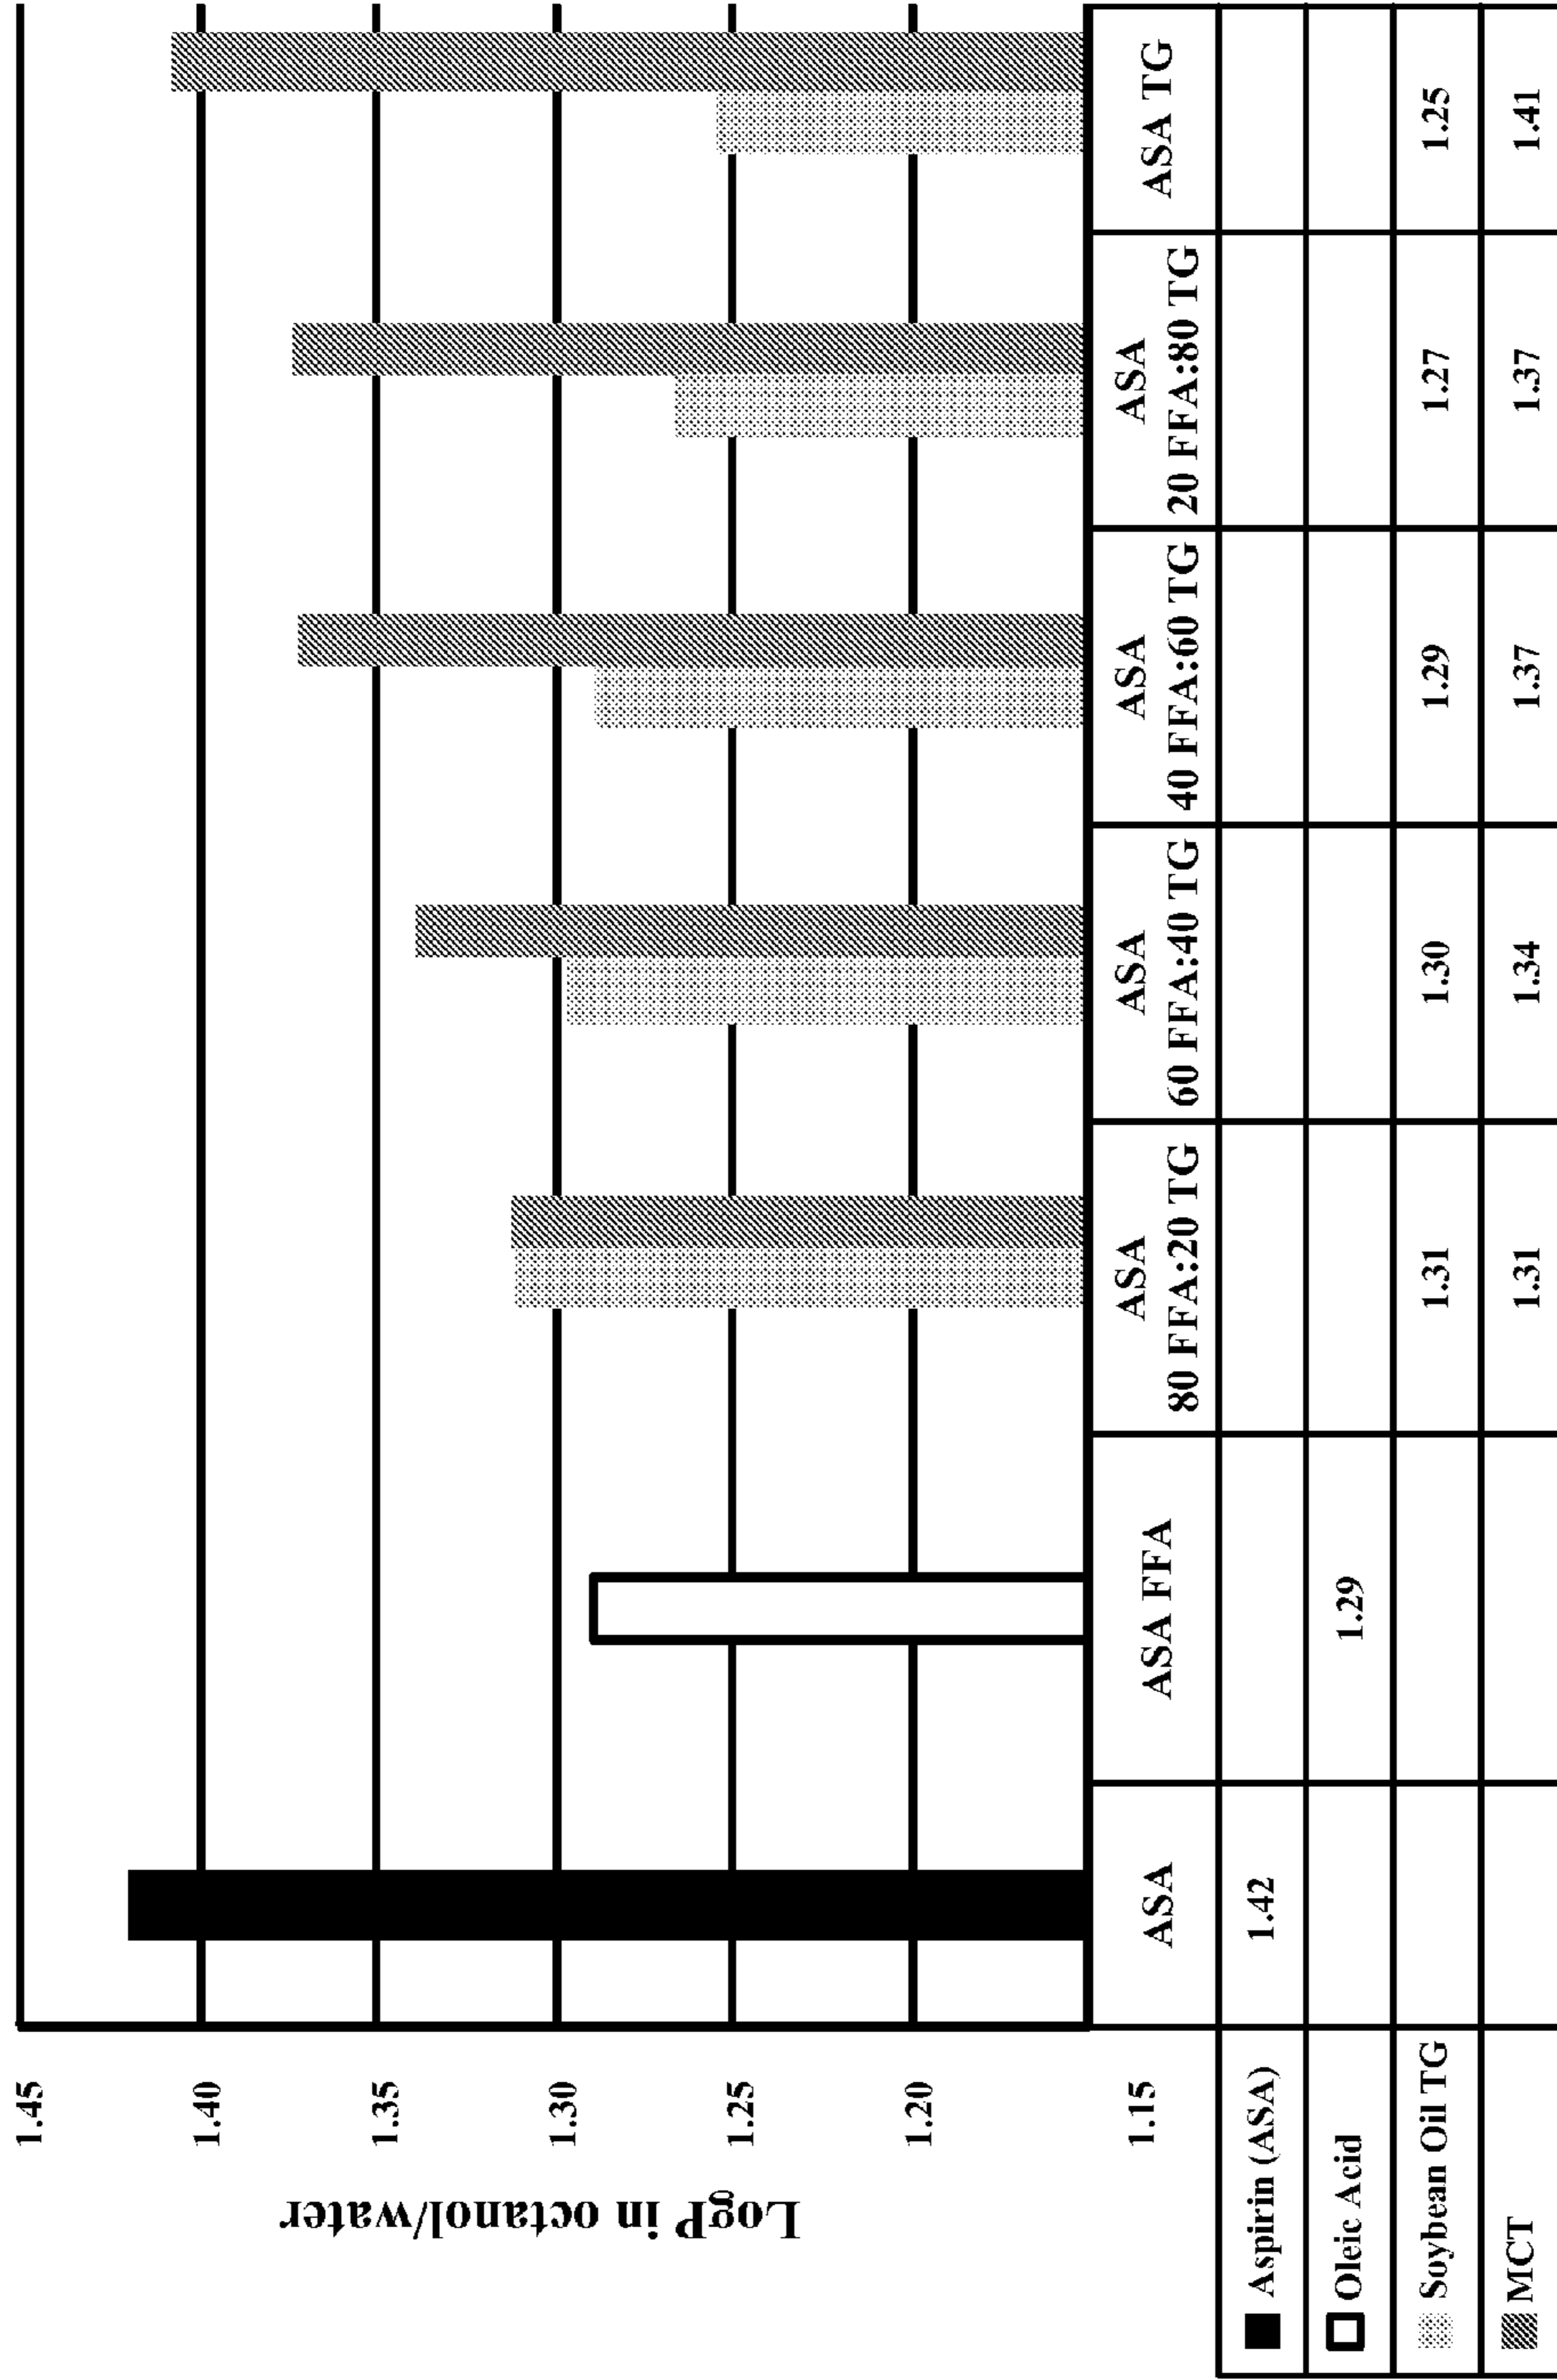 LogP in octanol/water
1.45
1.40
1.35
1.30
1.25
1.20
1.15
ASA
ASA FFA
ASA
80 FFA:20 TG
ASA
60 FFA:40 TG
ASA
40 FFA:60 TG
ASA
20 FFA:80 TG
ASA TG
Aspirin (ASA) 1.42
Oleic Acid 1.29
Soybean Oil TG 1.31 1.30 1.29 1.27 1.25
MCT 1.31 1.34 1.37 1.37 1.41